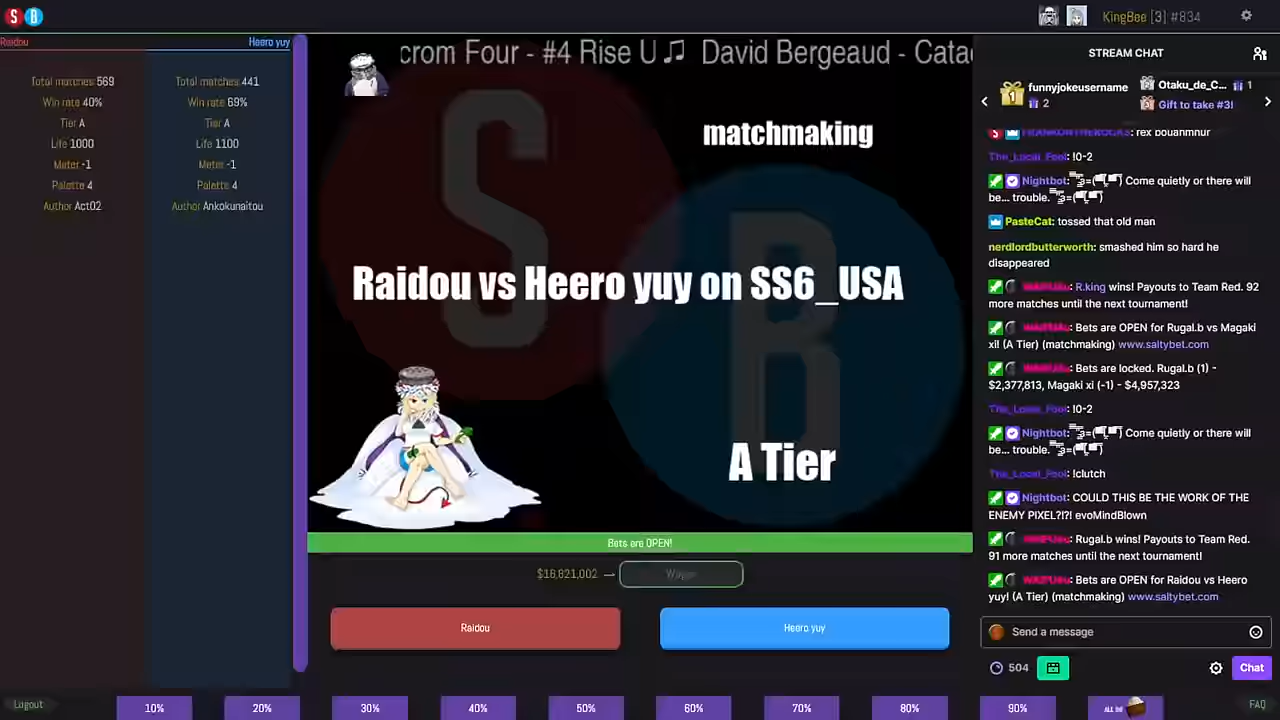 S B
KingBee [3] #834
Raidou
Heero yuy
Total matches 569
Total matches 441
Win rate 40%
Win rate 69%
Tier A
Tier A
Life 1000
Life 1100
Meter -1
Meter -1
Palette 4
Palette 4
Author Act02
Author Ankokunaitou
crom Four - #4 Rise U♫ David Bergeaud - Cata
S
B
matchmaking
Raidou vs Heero yuy on SS6_USA
A Tier
Bets are OPEN!
$16,821,002 →
Wager
Raidou
Heero yuy
Logout
10%
20%
30%
40%
50%
60%
70%
80%
90%
ALL IN!
FAQ
STREAM CHAT
1
funnyjokeusername
2
Otaku_de_C...
1
Gift to take #3!
FRANKONTHEROCKS: rex bouahmnur
The_Local_Fool: !0-2
Nightbot: Come quietly or there will
be... trouble.
PasteCat: tossed that old man
nerdlordbutterworth: smashed him so hard he
disappeared
WAIFU4u: R.king wins! Payouts to Team Red. 92
more matches until the next tournament!
WAIFU4u: Bets are OPEN for Rugal.b vs Magaki
xi! (A Tier) (matchmaking) www.saltybet.com
WAIFU4u: Bets are locked. Rugal.b (1) -
$2,377,813, Magaki xi (-1) - $4,957,323
The_Local_Fool: !0-2
Nightbot: Come quietly or there will
be... trouble.
The_Local_Fool: !clutch
Nightbot: COULD THIS BE THE WORK OF THE
ENEMY PIXEL?!?! evoMindBlown
WAIFU4u: Rugal.b wins! Payouts to Team Red.
91 more matches until the next tournament!
WAIFU4u: Bets are OPEN for Raidou vs Heero
yuy! (A Tier) (matchmaking) www.saltybet.com
Send a message
504
Chat